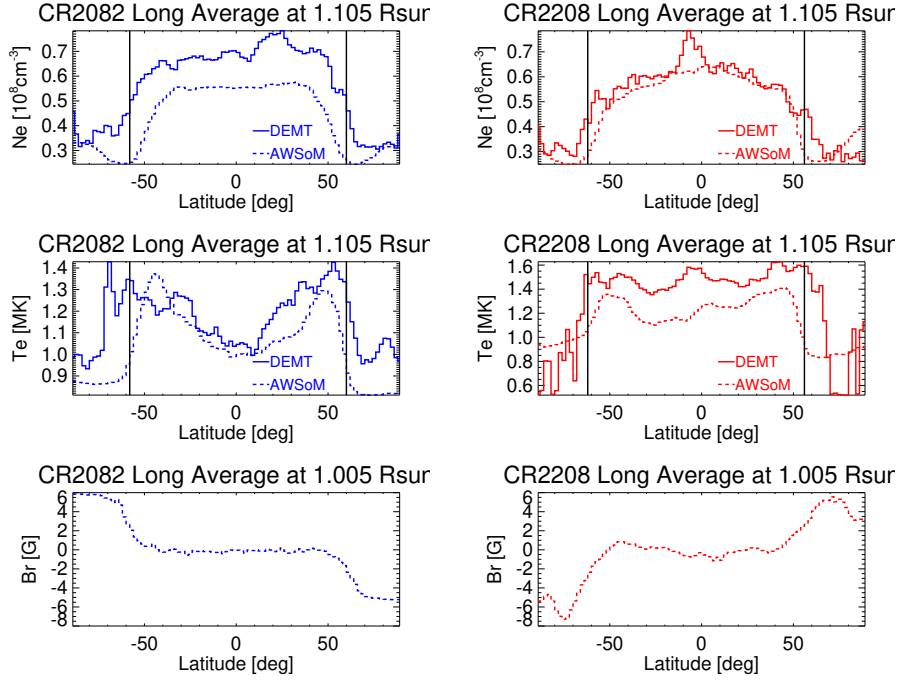 CR2082 Long Average at 1.105 Rsur
Ne [10⁸cm⁻³]
0.7
0.6
0.5
0.4
0.3
DEMT
AWSoM
-50 0 50
Latitude [deg]
CR2208 Long Average at 1.105 Rsur
Ne [10⁸cm⁻³]
0.7
0.6
0.5
0.4
0.3
DEMT
AWSoM
-50 0 50
Latitude [deg]
CR2082 Long Average at 1.105 Rsur
Te [MK]
1.4
1.3
1.2
1.1
1.0
0.9
DEMT
AWSoM
-50 0 50
Latitude [deg]
CR2208 Long Average at 1.105 Rsur
Te [MK]
1.6
1.4
1.2
1.0
0.8
0.6
DEMT
AWSoM
-50 0 50
Latitude [deg]
CR2082 Long Average at 1.005 Rsur
Br [G]
6
4
2
0
-2
-4
-6
-8
-50 0 50
Latitude [deg]
CR2208 Long Average at 1.005 Rsur
Br [G]
6
4
2
0
-2
-4
-6
-8
-50 0 50
Latitude [deg]